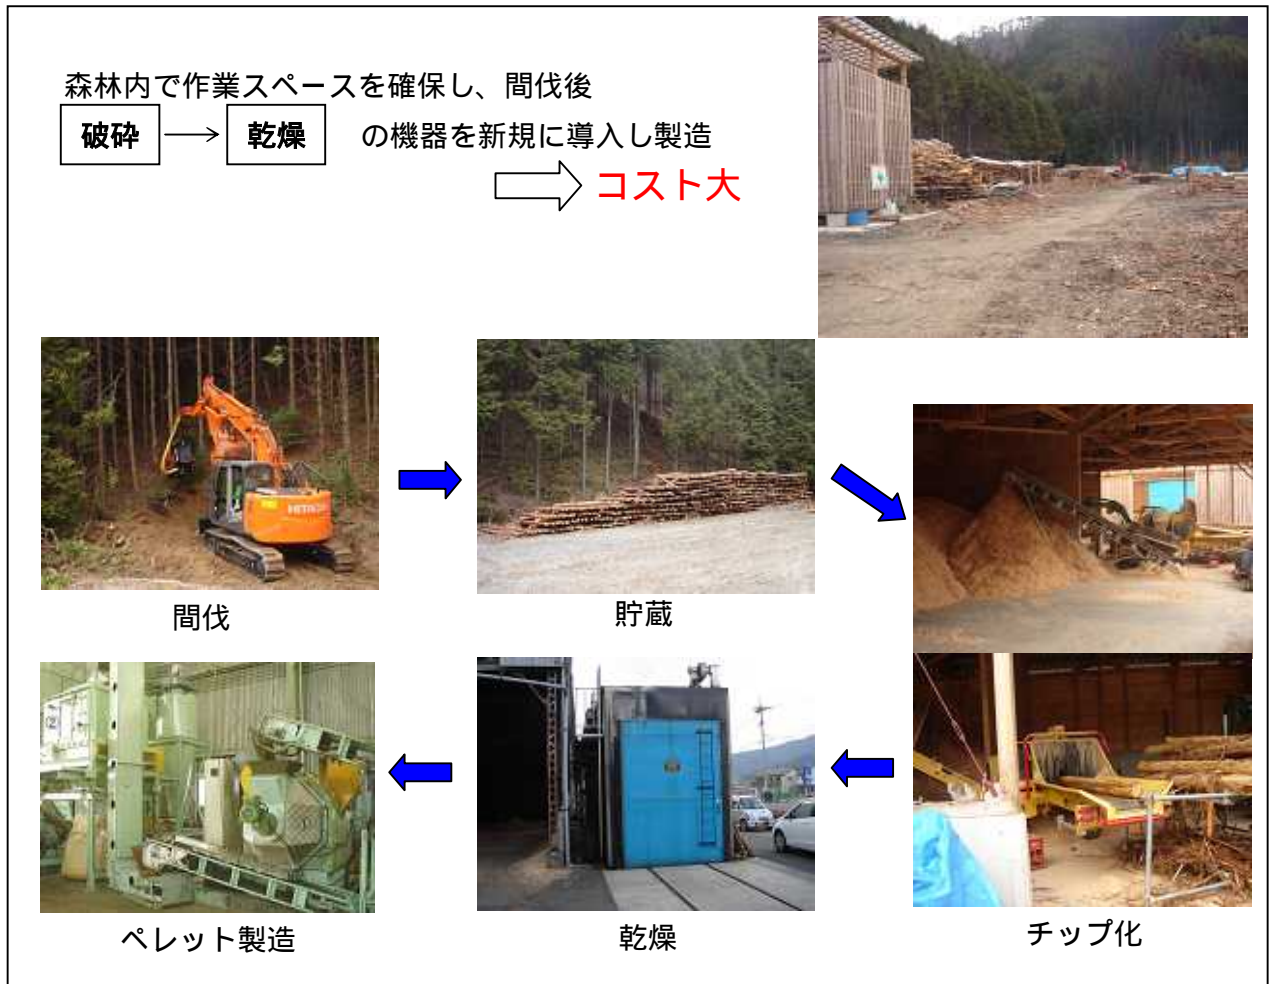 森林内で作業スペースを確保し、間伐後
破砕 → 乾燥 の機器を新規に導入し製造
コスト大
HITACHI
間伐
貯蔵
②
ペレット製造
乾燥
チップ化